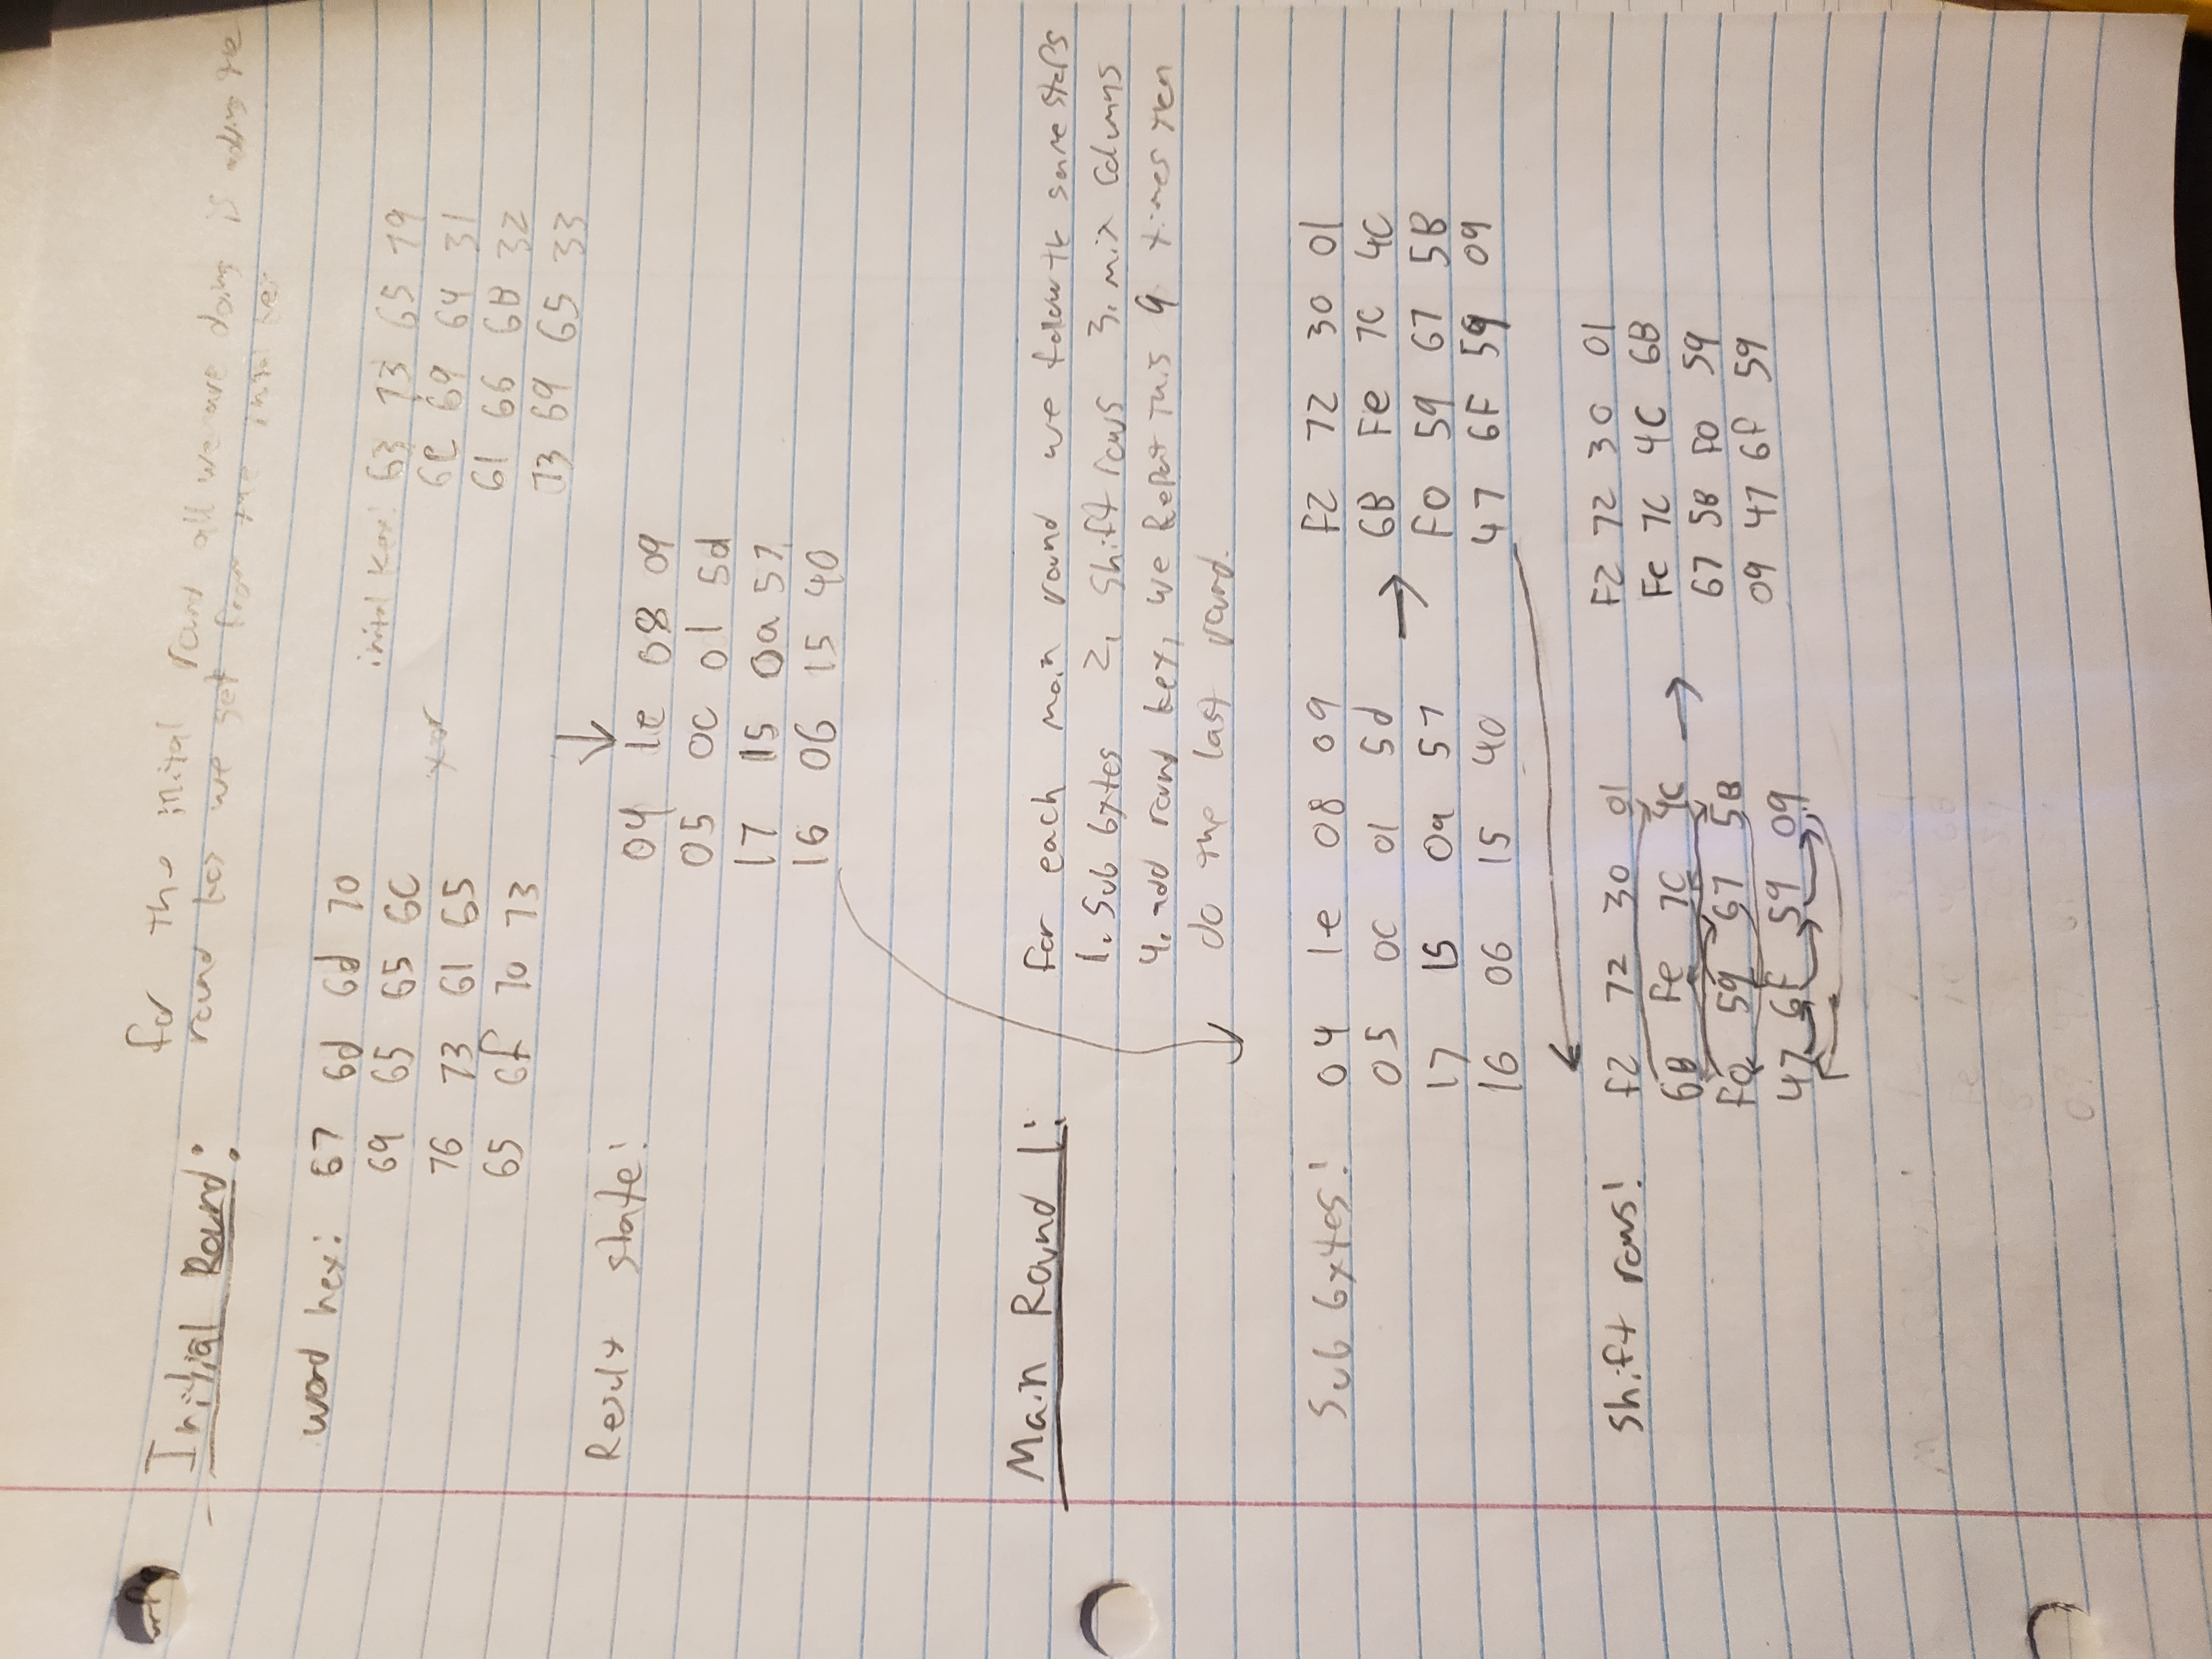 Initial Round:
for the inital round all we are doing is adding the
round key we get from the inital key
word hex: 67 6d 6d 70
69 65 65 6C
76 73 61 65
65 6f 70 73
inital key: 63 73 65 79
xor
6C 69 64 31
61 66 6B 32
73 69 65 33
Result state:
04 1e 08 09
05 0C 01 5d
17 15 0a 57
16 06 15 40
Main Round 1:
for each main round we follow the same steps
1. Sub bytes 2. Shift rows 3. mix columns
4. add round key, we Repeat this 9 times then
do the last round.
Sub bytes: 04 1e 08 09 → F2 72 30 01
05 0C 01 5d 6B Fe 7C 4C
17 15 0a 57 F0 59 67 5B
16 06 15 40 47 6F 59 09
Shift rows: f2 72 30 01 → F2 72 30 01
6B Fe 7C 4C Fe 7C 4C 6B
F0 59 67 5B 67 5B F0 59
47 6F 59 09 09 47 6F 59